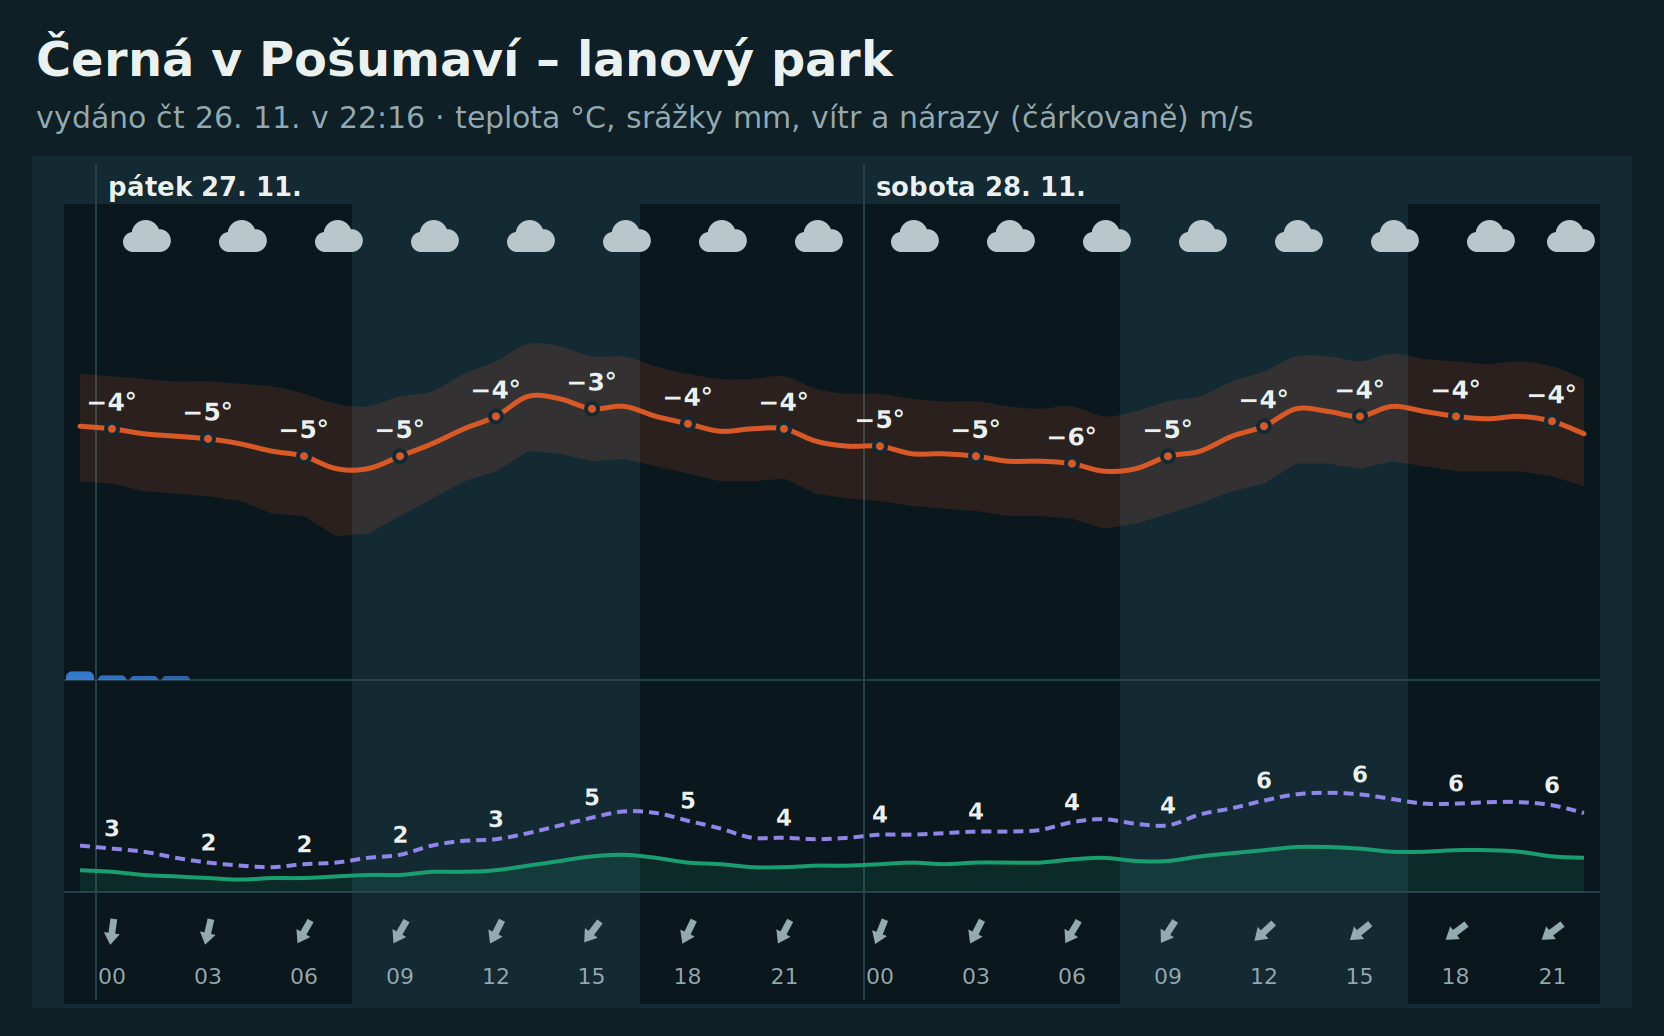 Černá v Pošumaví – lanový park
vydáno čt 26. 11. v 22:16 · teplota °C, srážky mm, vítr a nárazy (čárkovaně) m/s
pátek 27. 11. sobota 28. 11.
−4° −5° −5° −5° −4° −3° −4° −4° −5° −5° −6° −5° −4° −4° −4° −4°
3 2 2 2 3 5 5 4 4 4 4 4 6 6 6 6
00 03 06 09 12 15 18 21 00 03 06 09 12 15 18 21